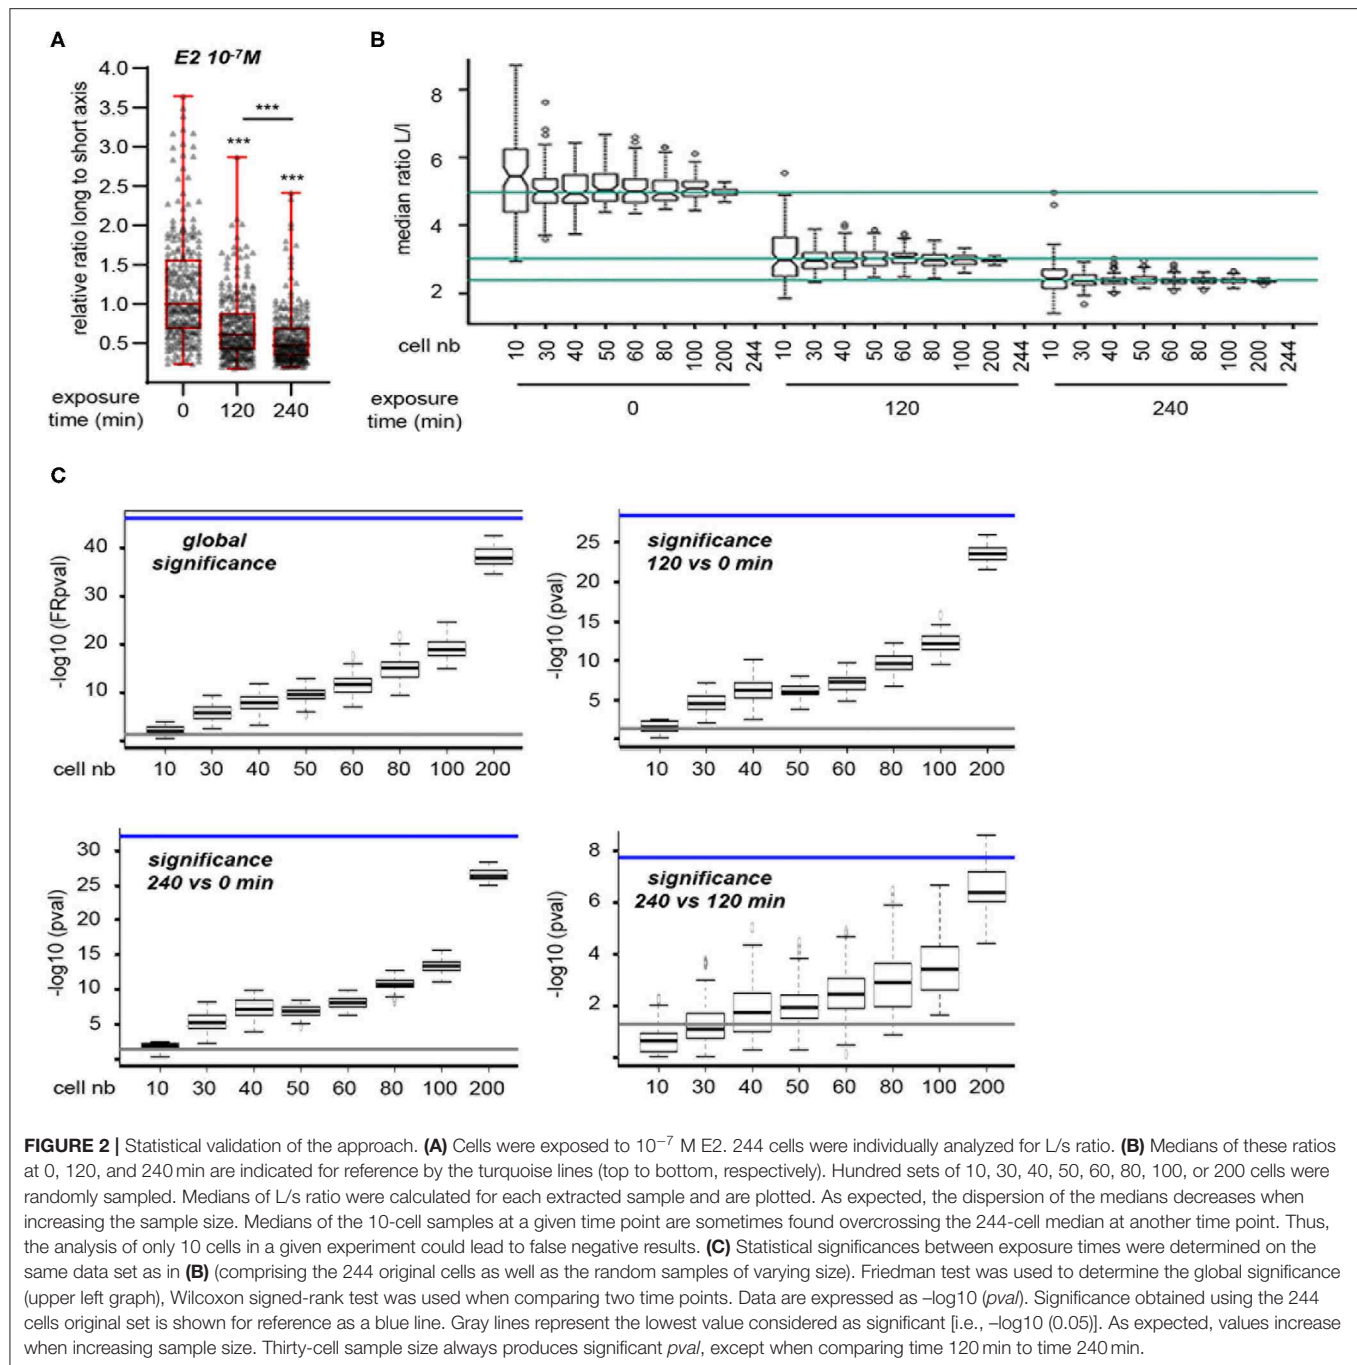 A
E2 10⁻⁷M
relative ratio long to short axis
4.0
3.5
3.0
2.5
2.0
1.5
1.0
0.5
***
***
***
exposure
time (min)
0 120 240
B
median ratio L/l
8
6
4
2
cell nb
10 30 40 50 60 80 100 200 244 10 30 40 50 60 80 100 200 244 10 30 40 50 60 80 100 200 244
exposure
time (min)
0 120 240
C
global
significance
-log10 (FRpval)
40
30
20
10
cell nb 10 30 40 50 60 80 100 200
significance
120 vs 0 min
-log10 (pval)
25
20
15
10
5
10 30 40 50 60 80 100 200
significance
240 vs 0 min
-log10 (pval)
30
25
20
15
10
5
cell nb 10 30 40 50 60 80 100 200
significance
240 vs 120 min
-log10 (pval)
8
6
4
2
10 30 40 50 60 80 100 200
FIGURE 2 | Statistical validation of the approach. (A) Cells were exposed to 10⁻⁷ M E2. 244 cells were individually analyzed for L/s ratio. (B) Medians of these ratios
at 0, 120, and 240 min are indicated for reference by the turquoise lines (top to bottom, respectively). Hundred sets of 10, 30, 40, 50, 60, 80, 100, or 200 cells were
randomly sampled. Medians of L/s ratio were calculated for each extracted sample and are plotted. As expected, the dispersion of the medians decreases when
increasing the sample size. Medians of the 10-cell samples at a given time point are sometimes found overcrossing the 244-cell median at another time point. Thus,
the analysis of only 10 cells in a given experiment could lead to false negative results. (C) Statistical significances between exposure times were determined on the
same data set as in (B) (comprising the 244 original cells as well as the random samples of varying size). Friedman test was used to determine the global significance
(upper left graph), Wilcoxon signed-rank test was used when comparing two time points. Data are expressed as –log10 (pval). Significance obtained using the 244
cells original set is shown for reference as a blue line. Gray lines represent the lowest value considered as significant [i.e., –log10 (0.05)]. As expected, values increase
when increasing sample size. Thirty-cell sample size always produces significant pval, except when comparing time 120 min to time 240 min.